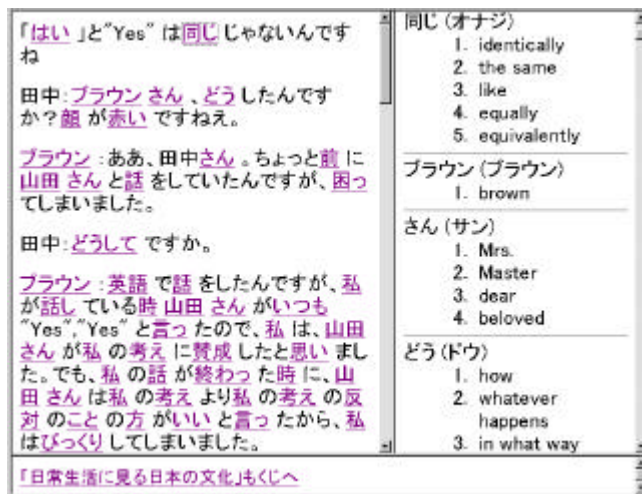 「はい 」と"Yes" は同じ じゃないんです
ね
田中:ブラウン さん 、どう したんです
か?顔 が赤い ですねえ。
ブラウン :ああ、田中さん 。ちょっと前 に
山田 さん と話 をしていたんですが、困っ
てしまいました。
田中:どうして ですか。
ブラウン :英語 で話 をしたんですが、私
が話し ている時 山田 さん がいつも
"Yes","Yes" と言っ たので、私 は、山田
さん が私 の考え に賛成 したと思い まし
た。でも、私 の話 が終わっ た時 に、山
田 さん は私 の考え より私 の考え の反
対 のこと の方 がいい と言っ たから、私
はびっくり してしまいました。
同じ (オナジ)
1. identically
2. the same
3. like
4. equally
5. equivalently
ブラウン (ブラウン)
1. brown
さん (サン)
1. Mrs.
2. Master
3. dear
4. beloved
どう (ドウ)
1. how
2. whatever
happens
3. in what way
「日常生活に見る日本の文化」もくじへ